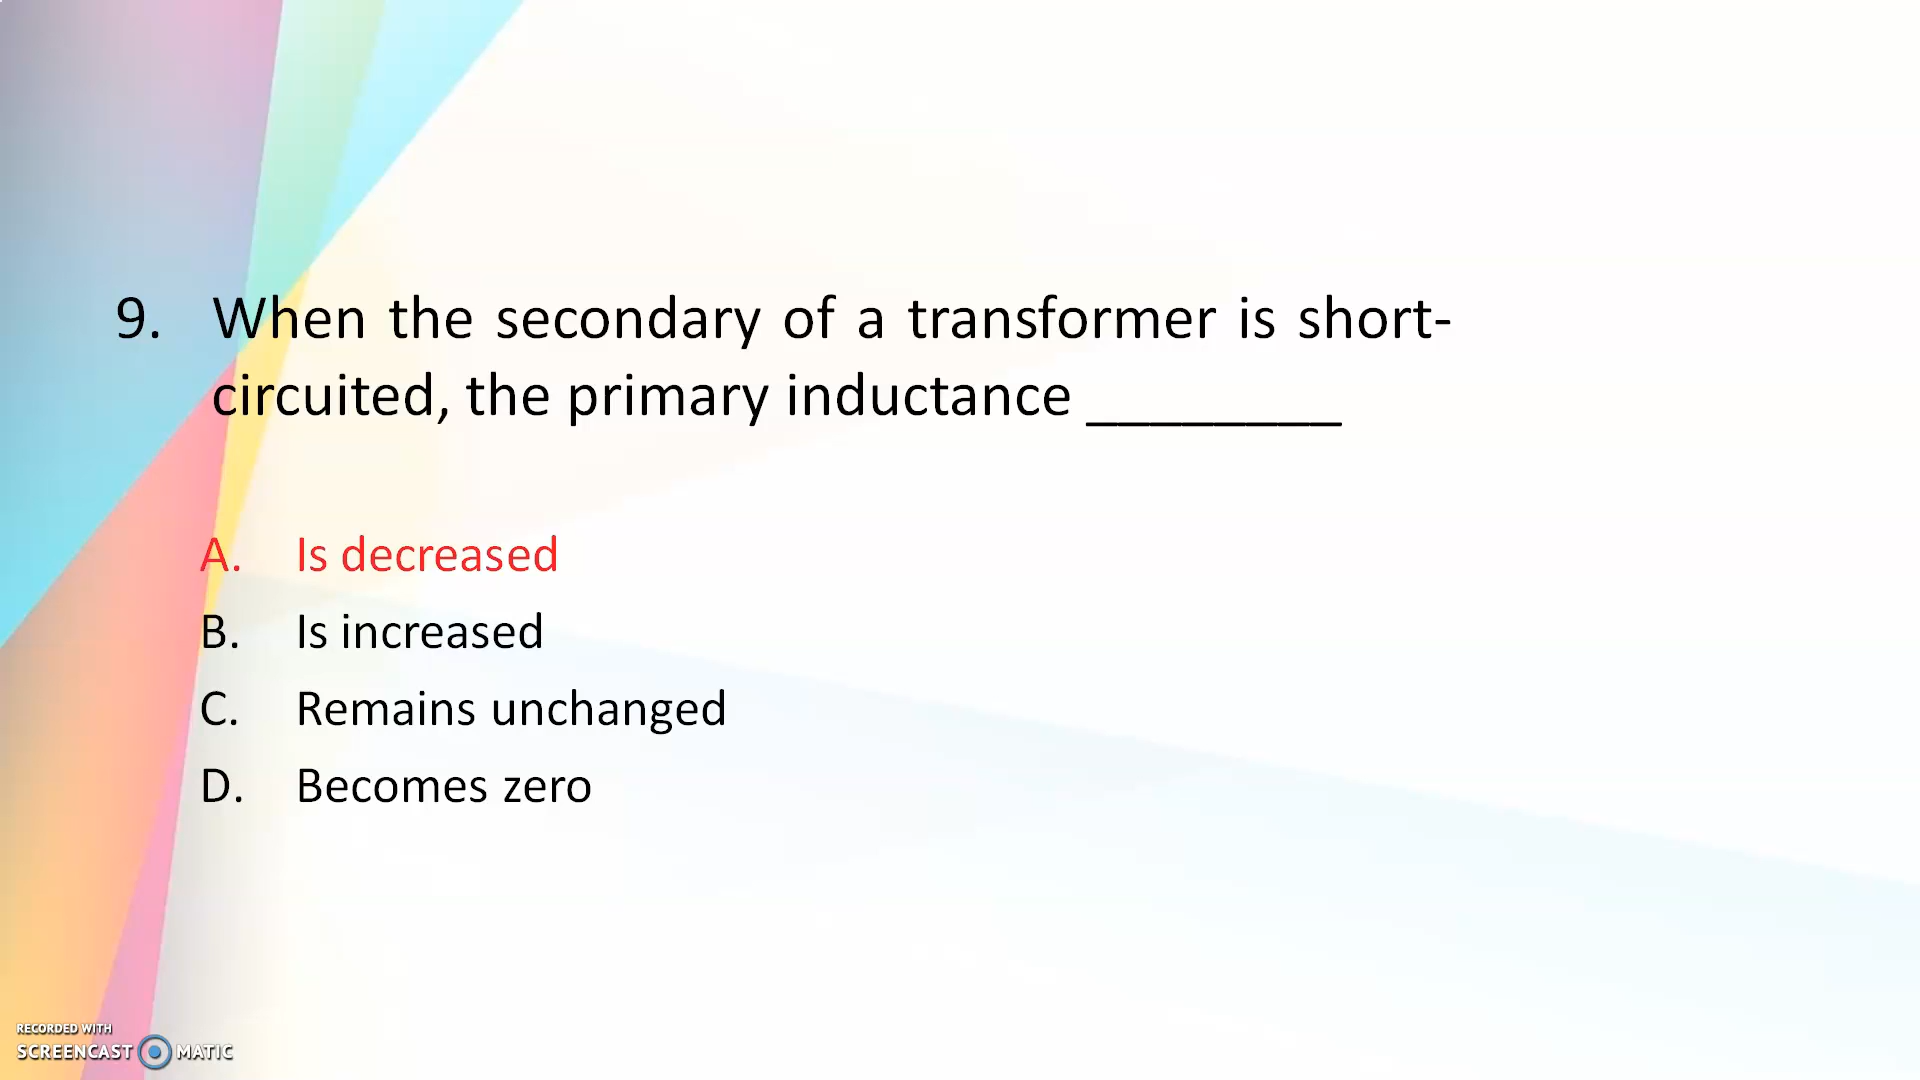 9. When the secondary of a transformer is short-
circuited, the primary inductance ________
A. Is decreased
B. Is increased
C. Remains unchanged
D. Becomes zero
RECORDED WITH
SCREENCAST MATIC